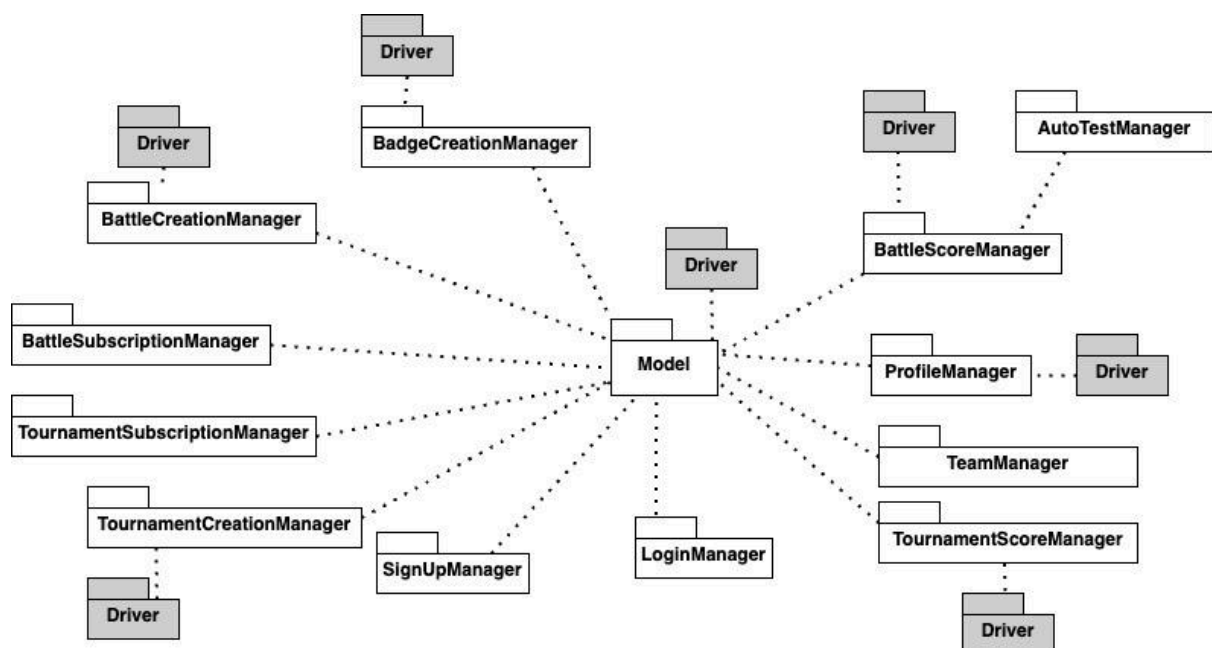 Driver
Driver
BadgeCreationManager
Driver
AutoTestManager
Driver
BattleCreationManager
BattleScoreManager
Driver
BattleSubscriptionManager
Model
ProfileManager
Driver
TournamentSubscriptionManager
TeamManager
TournamentCreationManager
TournamentScoreManager
LoginManager
SignUpManager
Driver
Driver